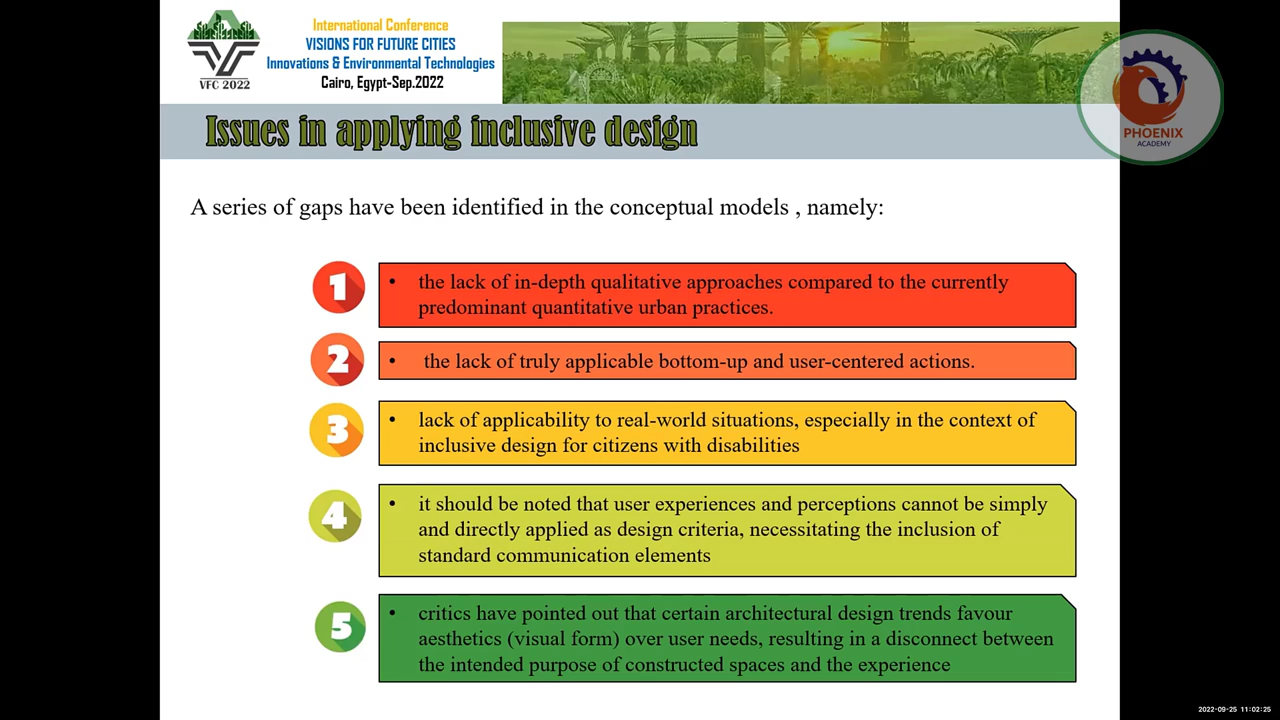 International Conference
VISIONS FOR FUTURE CITIES
Innovations & Environmental Technologies
Cairo, Egypt-Sep.2022
VFC 2022
PHOENIX
ACADEMY
Issues in applying inclusive design
A series of gaps have been identified in the conceptual models , namely:
1
• the lack of in-depth qualitative approaches compared to the currently
predominant quantitative urban practices.
2
• the lack of truly applicable bottom-up and user-centered actions.
3
• lack of applicability to real-world situations, especially in the context of
inclusive design for citizens with disabilities
4
• it should be noted that user experiences and perceptions cannot be simply
and directly applied as design criteria, necessitating the inclusion of
standard communication elements
5
• critics have pointed out that certain architectural design trends favour
aesthetics (visual form) over user needs, resulting in a disconnect between
the intended purpose of constructed spaces and the experience
2022-09-25 11:02:25